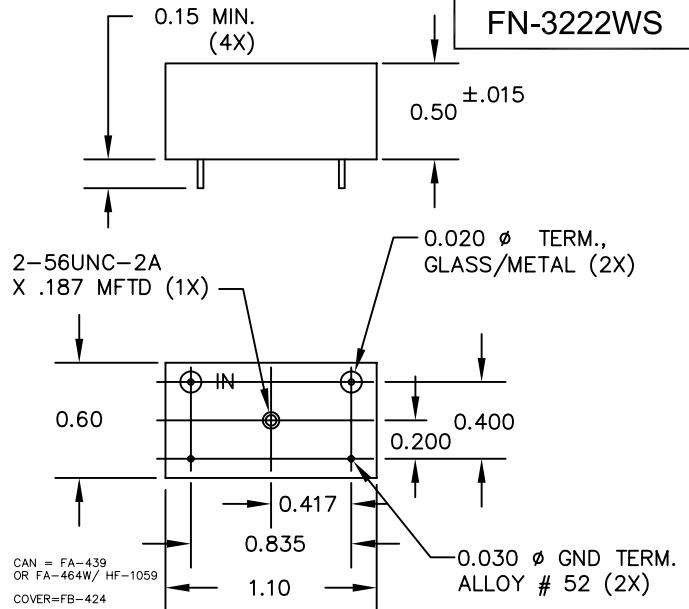 0.15 MIN.
(4X)
FN-3222WS
0.50 ±.015
2-56UNC-2A
X .187 MFTD (1X)
0.020 ø TERM.,
GLASS/METAL (2X)
IN
0.60
0.400
0.200
0.417
0.835
1.10
0.030 ø GND TERM.
ALLOY # 52 (2X)
CAN = FA-439
OR FA-464W/ HF-1059
COVER=FB-424